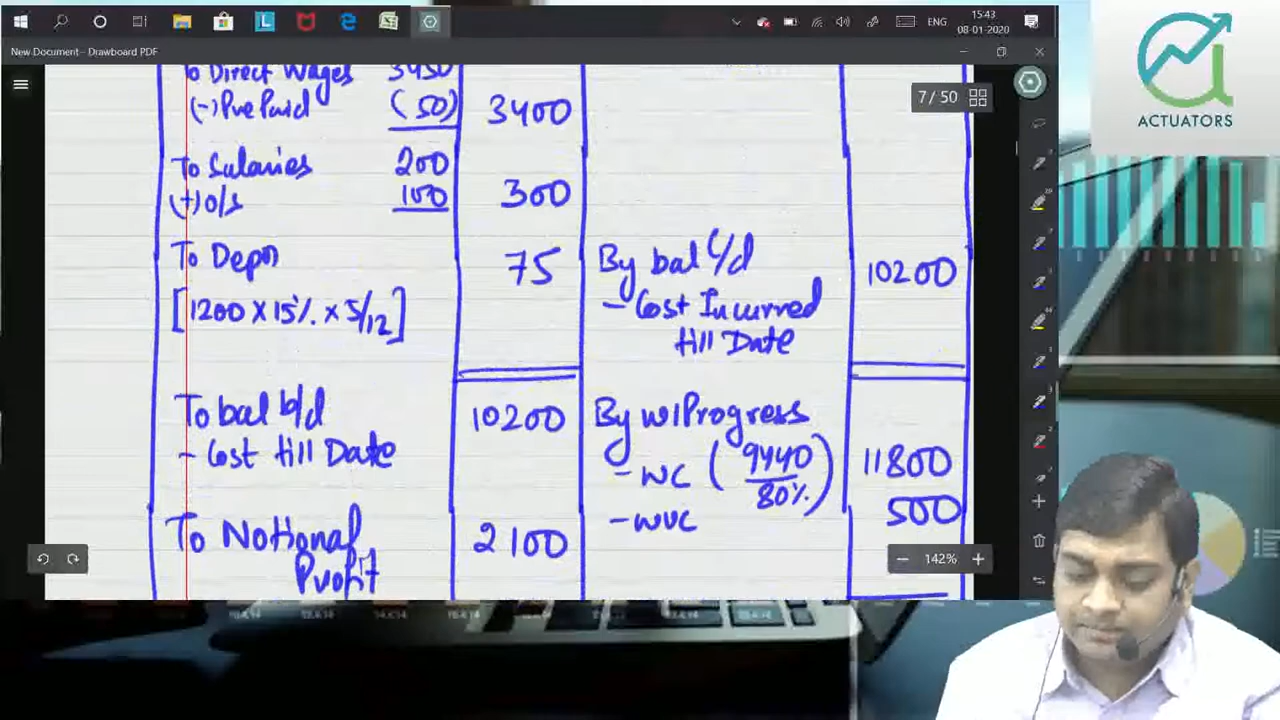 ENG
15:43
08-01-2020
New Document - Drawboard PDF
ACTUATORS
7 / 50
To Direct Wages 3450
(-) Pre Paid (50) 3400
To Salaries 200
(+) O/s 100 300
To Depn 75 By bal c/d 10200
[1200 X 15%. X 5/12] - Cost Incurred
till Date
To bal b/d 10200 By W/Progress
- Cost till Date - WC (9440/80%.) 11800
- WUC 500
To Notional 2100
Profit
142%